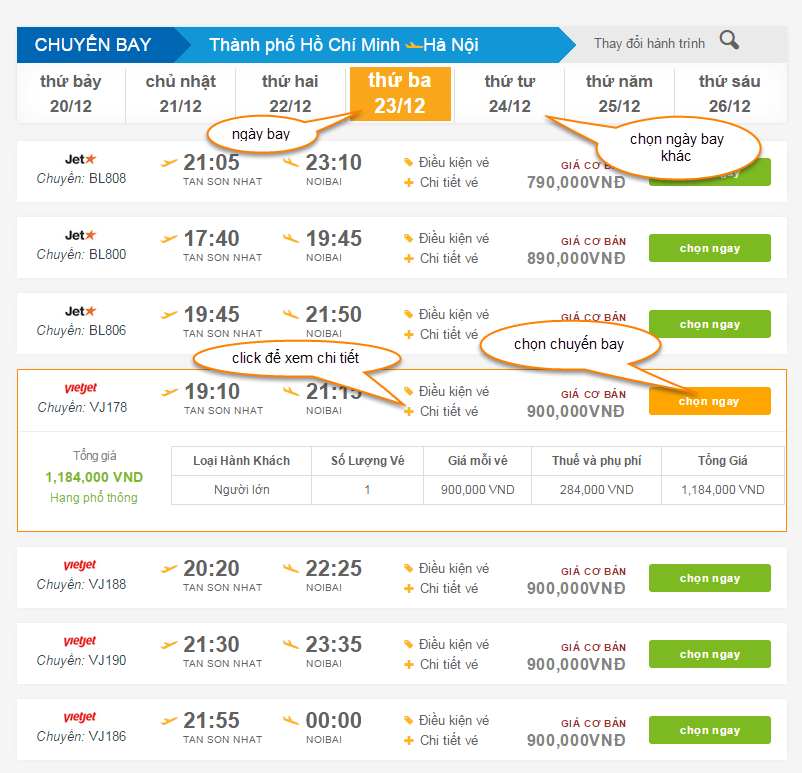 CHUYẾN BAY Thành phố Hồ Chí Minh Hà Nội Thay đổi hành trình
thứ bảy chủ nhật thứ hai thứ ba thứ tư thứ năm thứ sáu
20/12 21/12 22/12 23/12 24/12 25/12 26/12
ngày bay
chọn ngày bay
khác
Jet 21:05 23:10 Điều kiện vé GIÁ CƠ BẢN
Chuyến: BL808 TAN SON NHAT NOIBAI Chi tiết vé 790,000VNĐ
Jet 17:40 19:45 Điều kiện vé GIÁ CƠ BẢN
Chuyến: BL800 TAN SON NHAT NOIBAI Chi tiết vé 890,000VNĐ chọn ngay
Jet 19:45 21:50 Điều kiện vé GIÁ CƠ BẢN
Chuyến: BL806 TAN SON NHAT NOIBAI Chi tiết vé chọn ngay
click để xem chi tiết
chọn chuyến bay
vietjet 19:10 21:15 Điều kiện vé GIÁ CƠ BẢN
Chuyến: VJ178 TAN SON NHAT NOIBAI Chi tiết vé 900,000VNĐ chọn ngay
Tổng giá
1,184,000 VND
Hạng phổ thông
Loại Hành Khách Số Lượng Vé Giá mỗi vé Thuế và phụ phí Tổng Giá
Người lớn 1 900,000 VND 284,000 VND 1,184,000 VND
vietjet 20:20 22:25 Điều kiện vé GIÁ CƠ BẢN
Chuyến: VJ188 TAN SON NHAT NOIBAI Chi tiết vé 900,000VNĐ chọn ngay
vietjet 21:30 23:35 Điều kiện vé GIÁ CƠ BẢN
Chuyến: VJ190 TAN SON NHAT NOIBAI Chi tiết vé 900,000VNĐ chọn ngay
vietjet 21:55 00:00 Điều kiện vé GIÁ CƠ BẢN
Chuyến: VJ186 TAN SON NHAT NOIBAI Chi tiết vé 900,000VNĐ chọn ngay